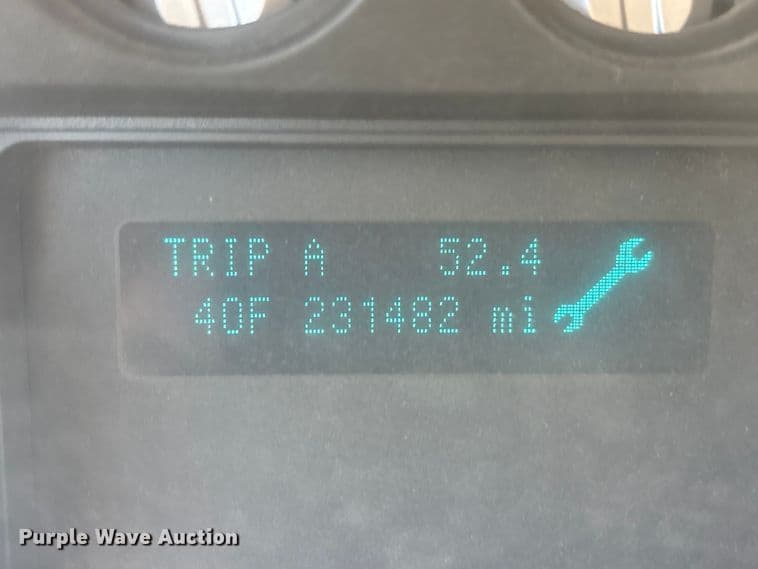 TRIP A 52.4
40F 231482 mi
Purple Wave Auction